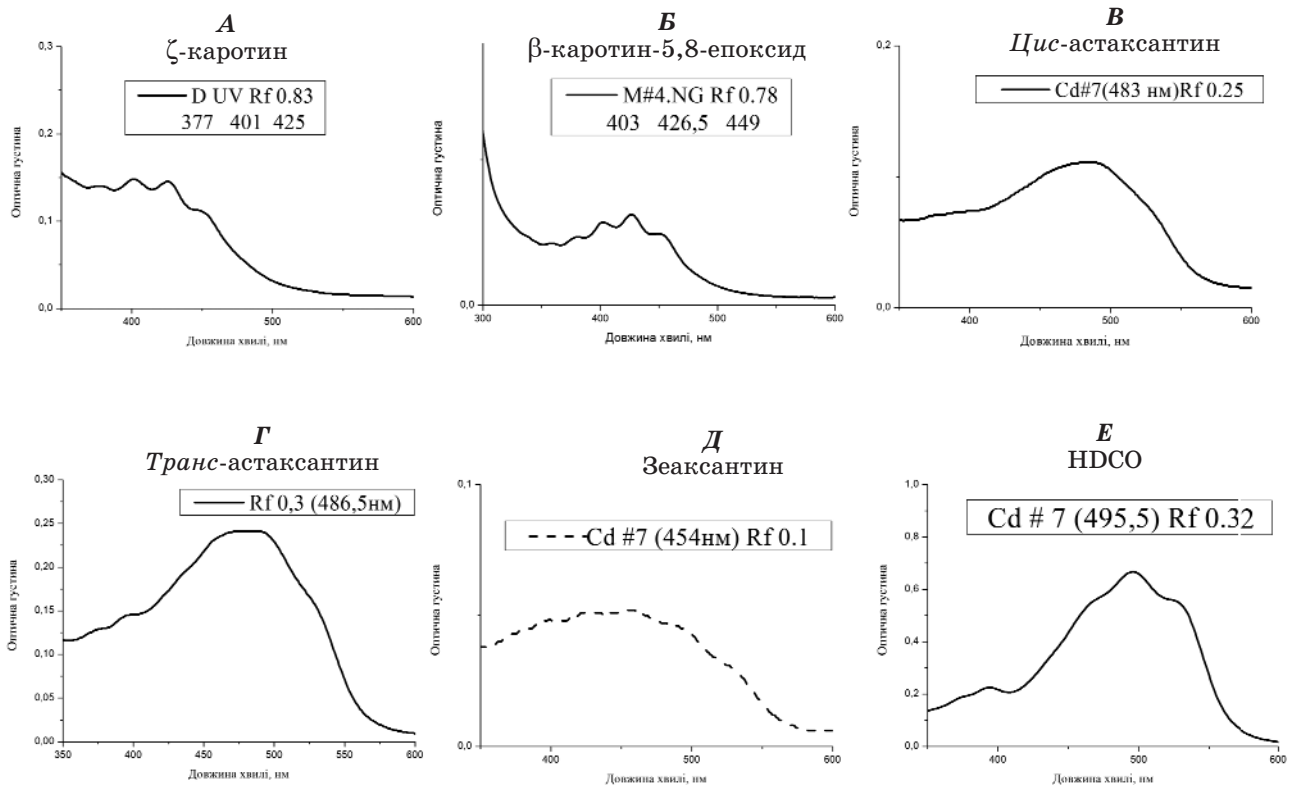 А
ζ-каротин
D UV Rf 0.83
377 401 425
0,3
0,2
0,1
0,0
400
500
600
Оптична густина
Довжина хвилі, нм
Б
β-каротин-5,8-епоксид
M#4.NG Rf 0.78
403 426,5 449
0,0
300
400
500
600
Оптична густина
Довжина хвилі, нм
В
Цис-астаксантин
Cd#7(483 нм)Rf 0.25
0,2
0,1
0,0
400
500
600
Оптична густина
Довжина хвилі, нм
Г
Транс-астаксантин
Rf 0,3 (486,5нм)
0,30
0,25
0,20
0,15
0,10
0,05
0,00
350
400
450
500
550
600
Оптична густина
Довжина хвилі, нм
Д
Зеаксантин
Cd #7 (454нм) Rf 0.1
0,1
0,0
400
500
600
Оптична густина
Довжина хвилі, нм
Е
HDCO
Cd # 7 (495,5) Rf 0.32
1,0
0,8
0,6
0,4
0,2
0,0
400
500
600
Оптична густина
Довжина хвилі, нм